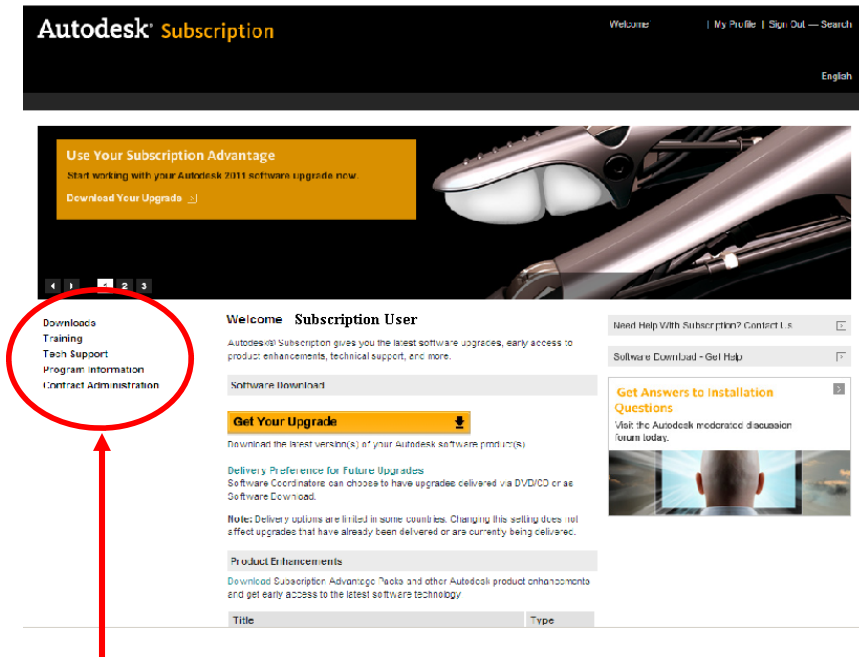 Autodesk® Subscription
Welcome | My Profile | Sign Out — Search
English
Use Your Subscription Advantage
Start working with your Autodesk 2011 software upgrade now.
Download Your Upgrade
1 2 3
Downloads
Training
Tech Support
Program Information
Contract Administration
Welcome Subscription User
Autodesk® Subscription gives you the latest software upgrades, early access to
product enhancements, technical support, and more.
Software Download
Get Your Upgrade
Download the latest version(s) of your Autodesk software product(s)
Delivery Preference for Future Upgrades
Software Coordinators can choose to have upgrades delivered via DVD/CD or as
Software Download.
Note: Delivery options are limited in some countries. Changing this setting does not
affect upgrades that have already been delivered or are currently being delivered.
Product Enhancements
Download Subscription Advantage Packs and other Autodesk product enhancements
and get early access to the latest software technology
Title Type
Need Help With Subscription? Contact Us
Software Download - Get Help
Get Answers to Installation
Questions
Visit the Autodesk moderated discussion
forum today.